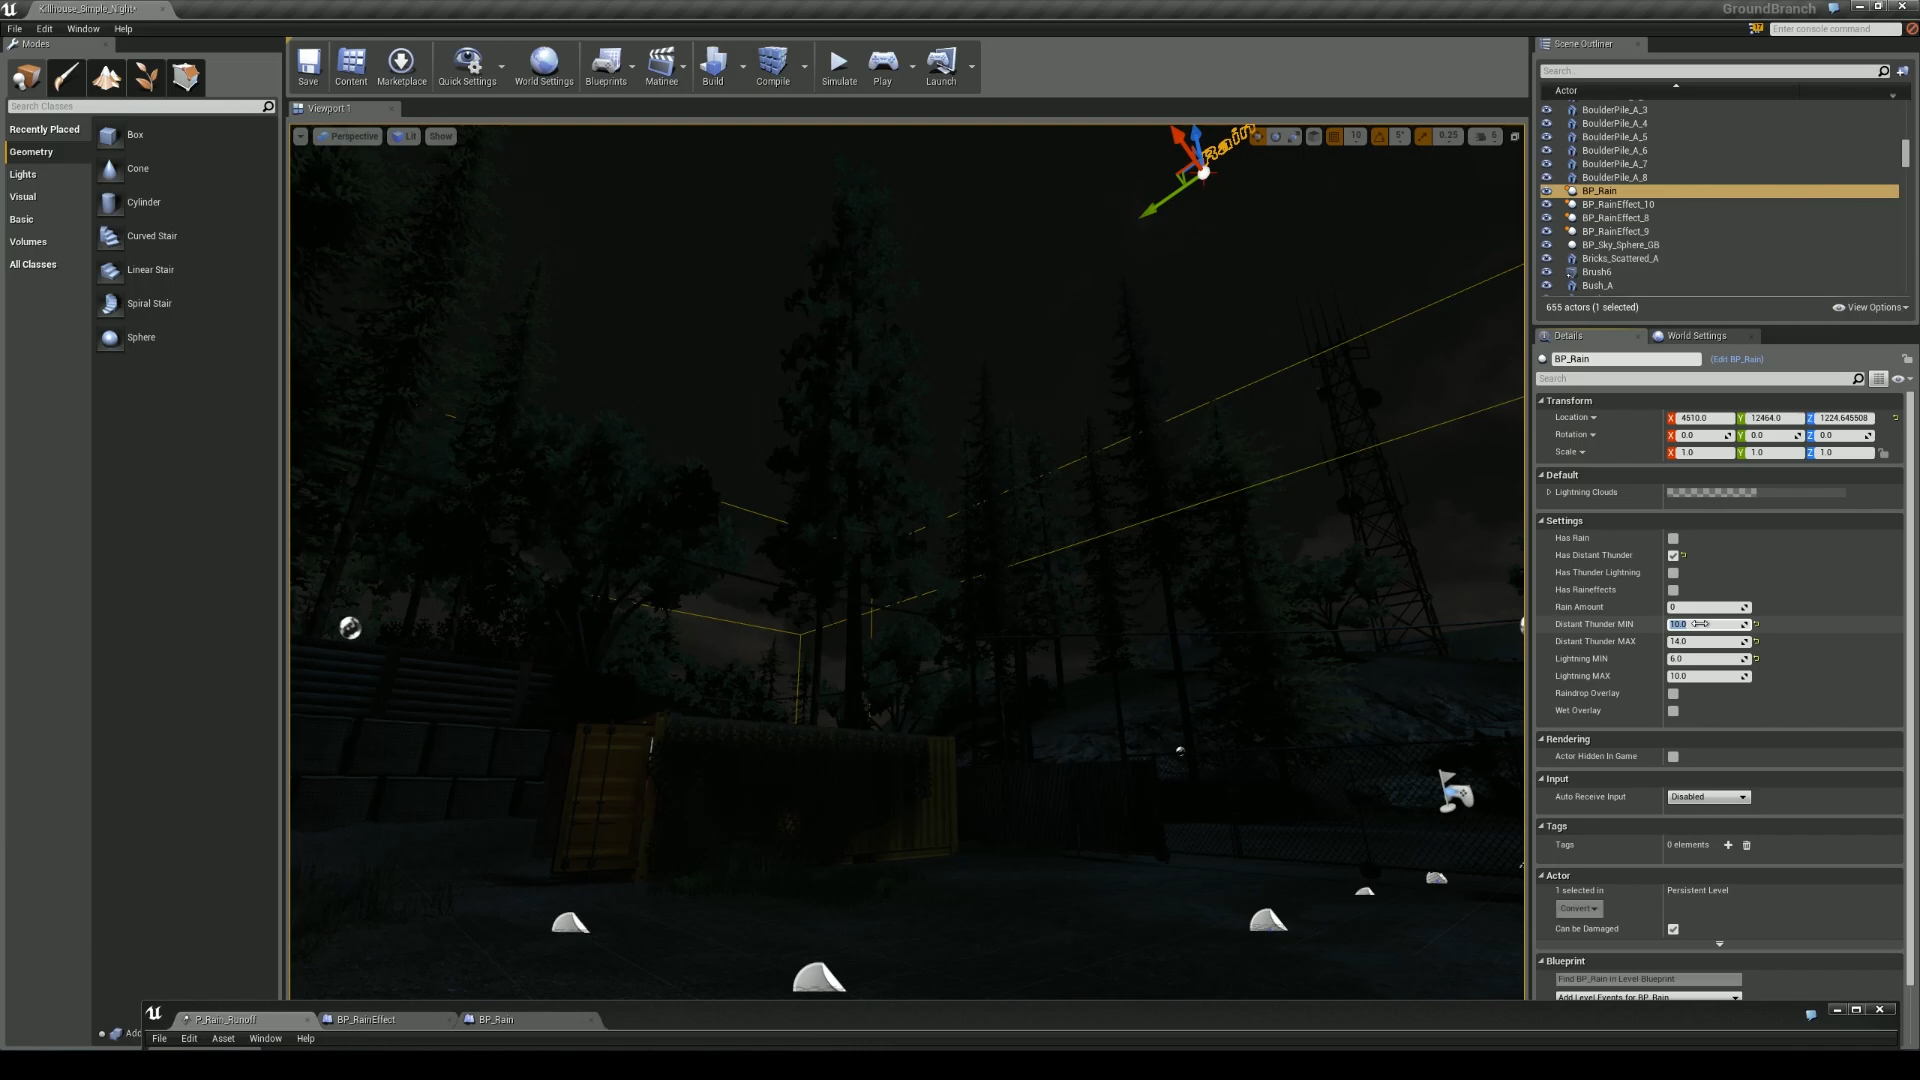 Killhouse_Simple_Night*
GroundBranch
File Edit Window Help
Enter console command
Modes
Scene Outliner
Save Content Marketplace Quick Settings World Settings Blueprints Matinee Build Compile Simulate Play Launch
Search Classes
Search...
Actor
Recently Placed
Geometry
Lights
Visual
Basic
Volumes
All Classes
Box
Cone
Cylinder
Curved Stair
Linear Stair
Spiral Stair
Sphere
Viewport 1
Perspective Lit Show
Rain
10 5° 0.25 6
BoulderPile_A_3
BoulderPile_A_4
BoulderPile_A_5
BoulderPile_A_6
BoulderPile_A_7
BoulderPile_A_8
BP_Rain
BP_RainEffect_10
BP_RainEffect_8
BP_RainEffect_9
BP_Sky_Sphere_GB
Bricks_Scattered_A
Brush6
Bush_A
655 actors (1 selected) View Options
Details World Settings
BP_Rain (Edit BP_Rain)
Search
Transform
Location X 4510.0 Y 12464.0 Z 1224.645508
Rotation X 0.0 Y 0.0 Z 0.0
Scale X 1.0 Y 1.0 Z 1.0
Default
Lightning Clouds
Settings
Has Rain
Has Distant Thunder
Has Thunder Lightning
Has Raineffects
Rain Amount 0
Distant Thunder MIN 10.0
Distant Thunder MAX 14.0
Lightning MIN 6.0
Lightning MAX 10.0
Raindrop Overlay
Wet Overlay
Rendering
Actor Hidden In Game
Input
Auto Receive Input Disabled
Tags
Tags 0 elements
Actor
1 selected in Persistent Level
Convert
Can be Damaged
Blueprint
Find BP_Rain in Level Blueprint
Add Level Events for BP_Rain
Add
P_Rain_Runoff BP_RainEffect BP_Rain
File Edit Asset Window Help